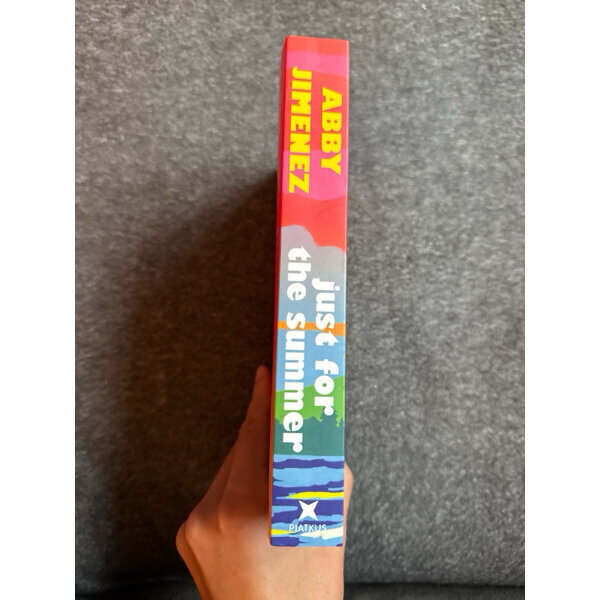 ABBY
JIMENEZ
just for
the summer
PIATKUS